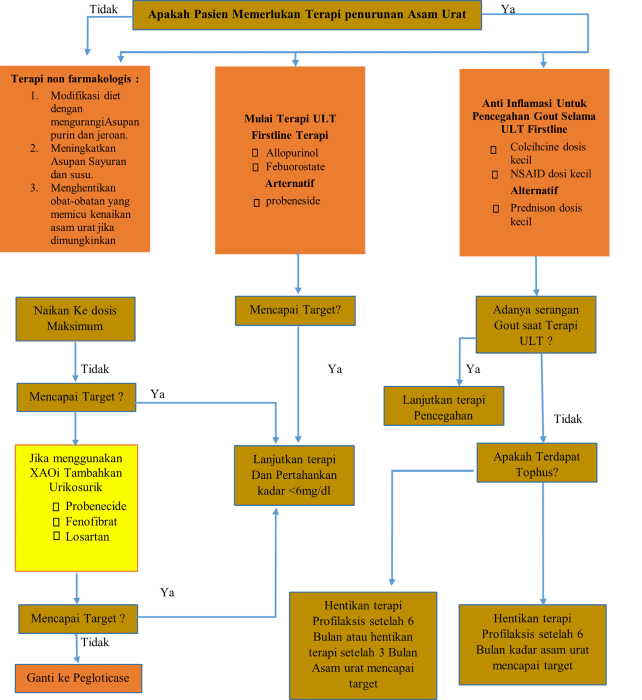 Apakah Pasien Memerlukan Terapi penurunan Asam Urat
Tidak
Ya
Terapi non farmakologis :
1. Modifikasi diet
dengan
mengurangiAsupan
purin dan jeroan.
2. Meningkatkan
Asupan Sayuran
dan susu.
3. Menghentikan
obat-obatan yang
memicu kenaikan
asam urat jika
dimungkinkan
Mulai Terapi ULT
Firstline Terapi
Allopurinol
Febuorostate
Arternatif
probeneside
Anti Inflamasi Untuk
Pencegahan Gout Selama
ULT Firstline
Colcihcine dosis
kecil
NSAID dosi kecil
Alternatif
Prednison dosis
kecil
Naikan Ke dosis
Maksimum
Tidak
Mencapai Target ?
Ya
Jika menggunakan
XAOi Tambahkan
Urikosurik
Probenecide
Fenofibrat
Losartan
Ya
Mencapai Target ?
Tidak
Ganti ke Pegloticase
Mencapai Target?
Ya
Lanjutkan terapi
Dan Pertahankan
kadar <6mg/dl
Adanya serangan
Gout saat Terapi
ULT ?
Ya
Lanjutkan terapi
Pencegahan
Tidak
Apakah Terdapat
Tophus?
Hentikan terapi
Profilaksis setelah 6
Bulan atau hentikan
terapi setelah 3 Bulan
Asam urat mencapai
target
Hentikan terapi
Profilaksis setelah 6
Bulan kadar asam urat
mencapai target